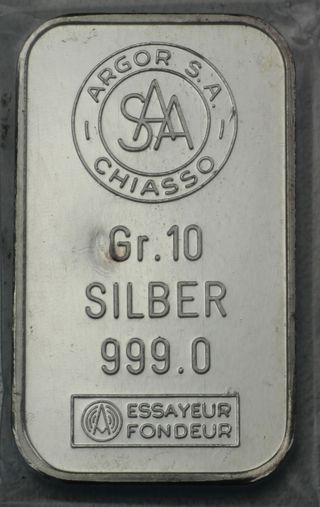 ARGOR S.A.
SAA
CHIASSO
Gr. 10
SILBER
999.0
ESSAYEUR
FONDEUR